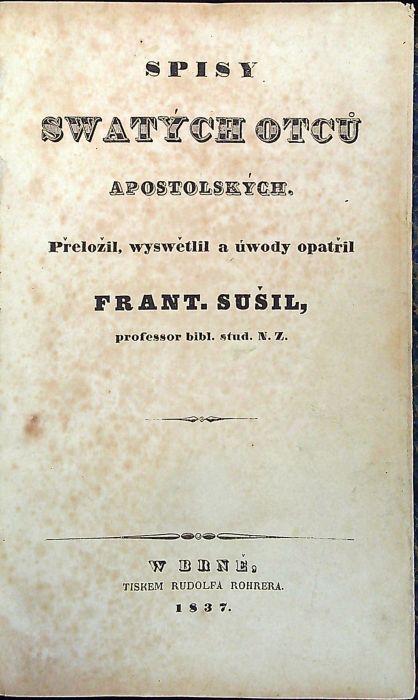 SPISY
SWATÝCH OTCŮ
APOSTOLSKÝCH.
Přeložil, wyswětlil a úwody opatřil
FRANT. SUŠIL,
professor bibl. stud. N. Z.
W BRNĚ,
TISKEM RUDOLFA ROHRERA.
1837.